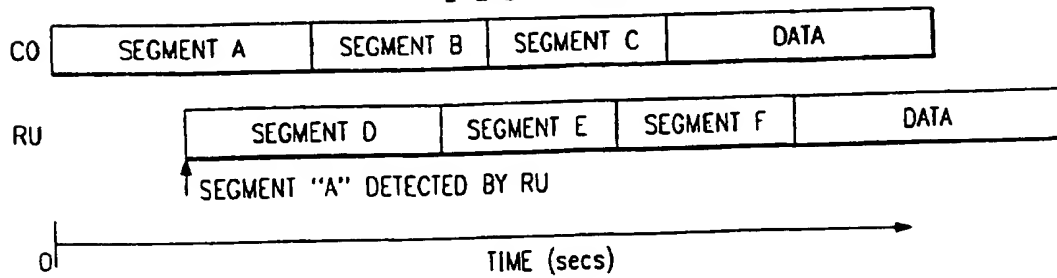 CO SEGMENT A SEGMENT B SEGMENT C DATA
RU SEGMENT D SEGMENT E SEGMENT F DATA
SEGMENT "A" DETECTED BY RU
0 TIME (secs)